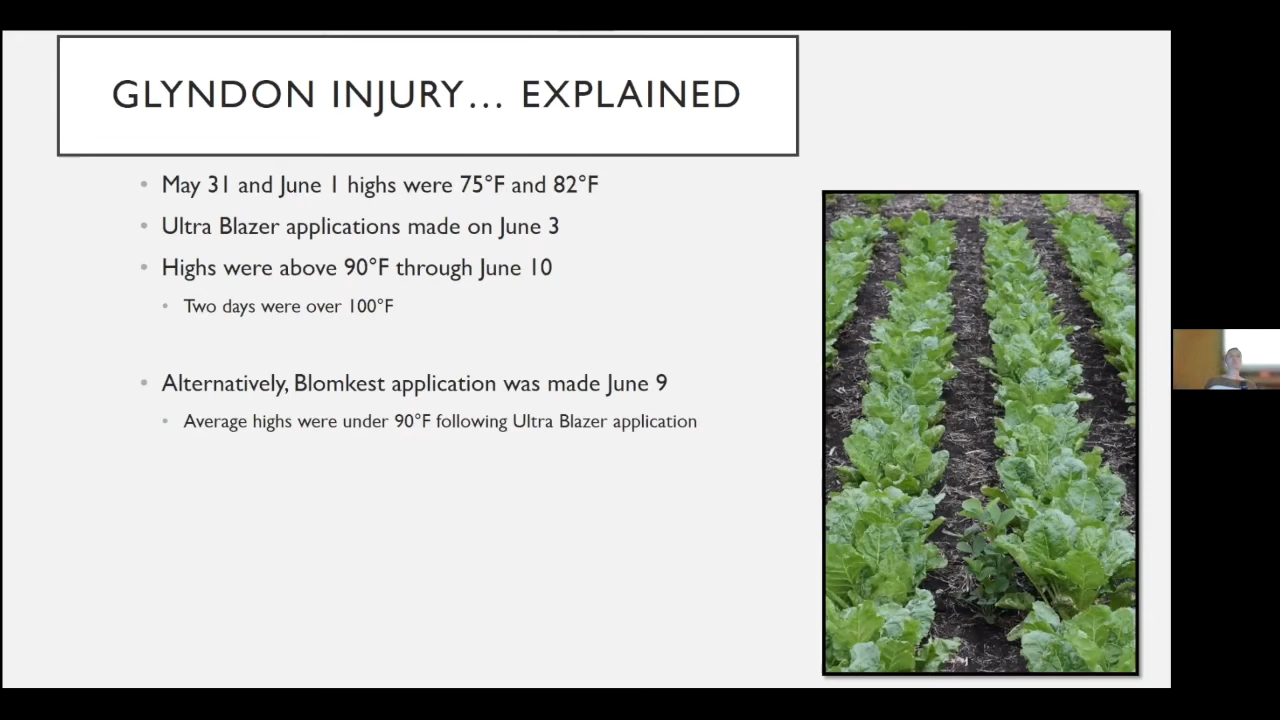 GLYNDON INJURY... EXPLAINED
• May 31 and June 1 highs were 75°F and 82°F
• Ultra Blazer applications made on June 3
• Highs were above 90°F through June 10
• Two days were over 100°F
• Alternatively, Blomkest application was made June 9
• Average highs were under 90°F following Ultra Blazer application